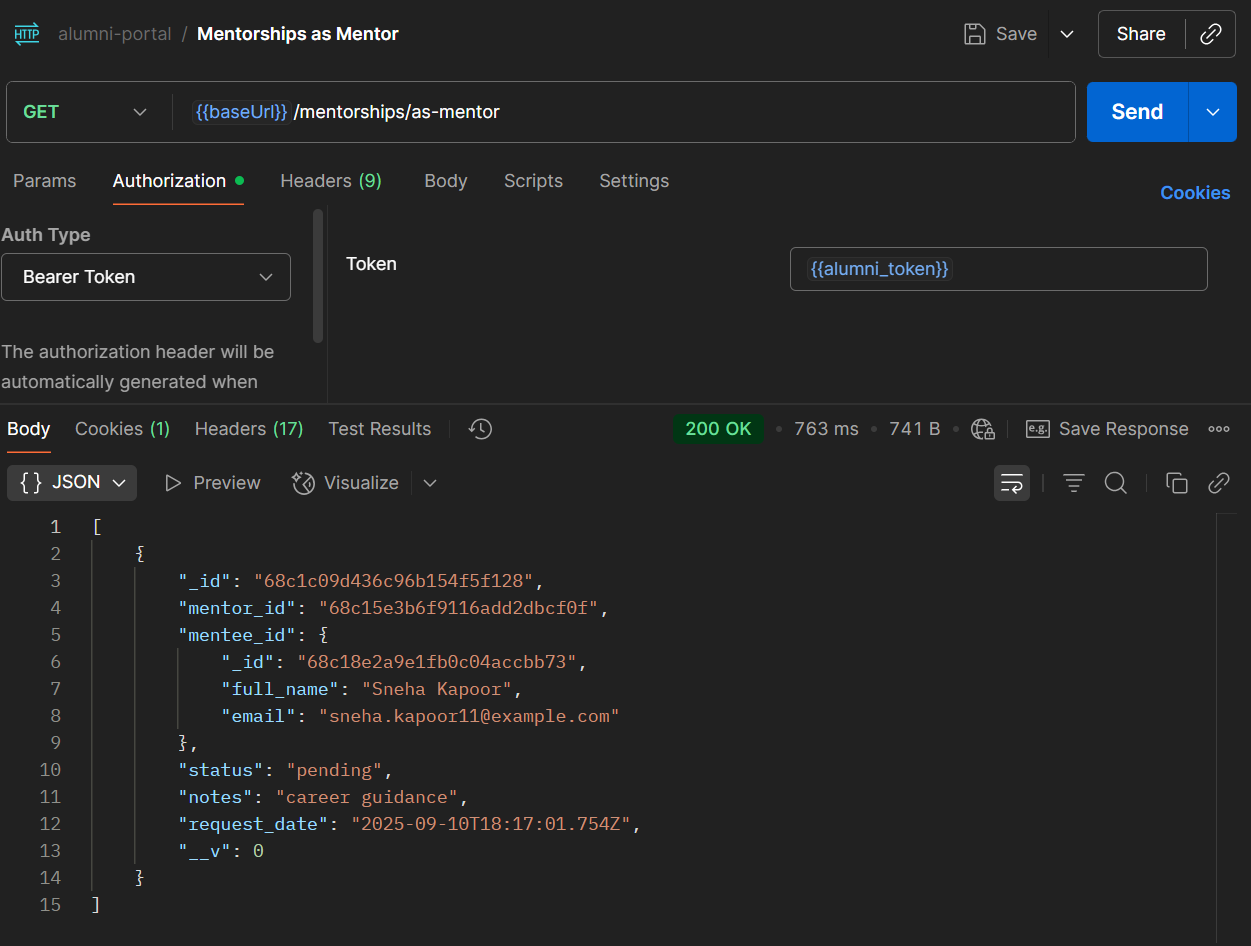 HTTP alumni-portal / Mentorships as Mentor Save Share
GET {{baseUrl}} /mentorships/as-mentor Send
Params Authorization Headers (9) Body Scripts Settings
Cookies
Auth Type
Bearer Token
Token {{alumni_token}}
The authorization header will be
automatically generated when
Body Cookies (1) Headers (17) Test Results 200 OK • 763 ms • 741 B • e.g. Save Response
{ } JSON Preview Visualize
1 [
2 {
3 "_id": "68c1c09d436c96b154f5f128",
4 "mentor_id": "68c15e3b6f9116add2dbcf0f",
5 "mentee_id": {
6 "_id": "68c18e2a9e1fb0c04accbb73",
7 "full_name": "Sneha Kapoor",
8 "email": "sneha.kapoor11@example.com"
9 },
10 "status": "pending",
11 "notes": "career guidance",
12 "request_date": "2025-09-10T18:17:01.754Z",
13 "__v": 0
14 }
15 ]